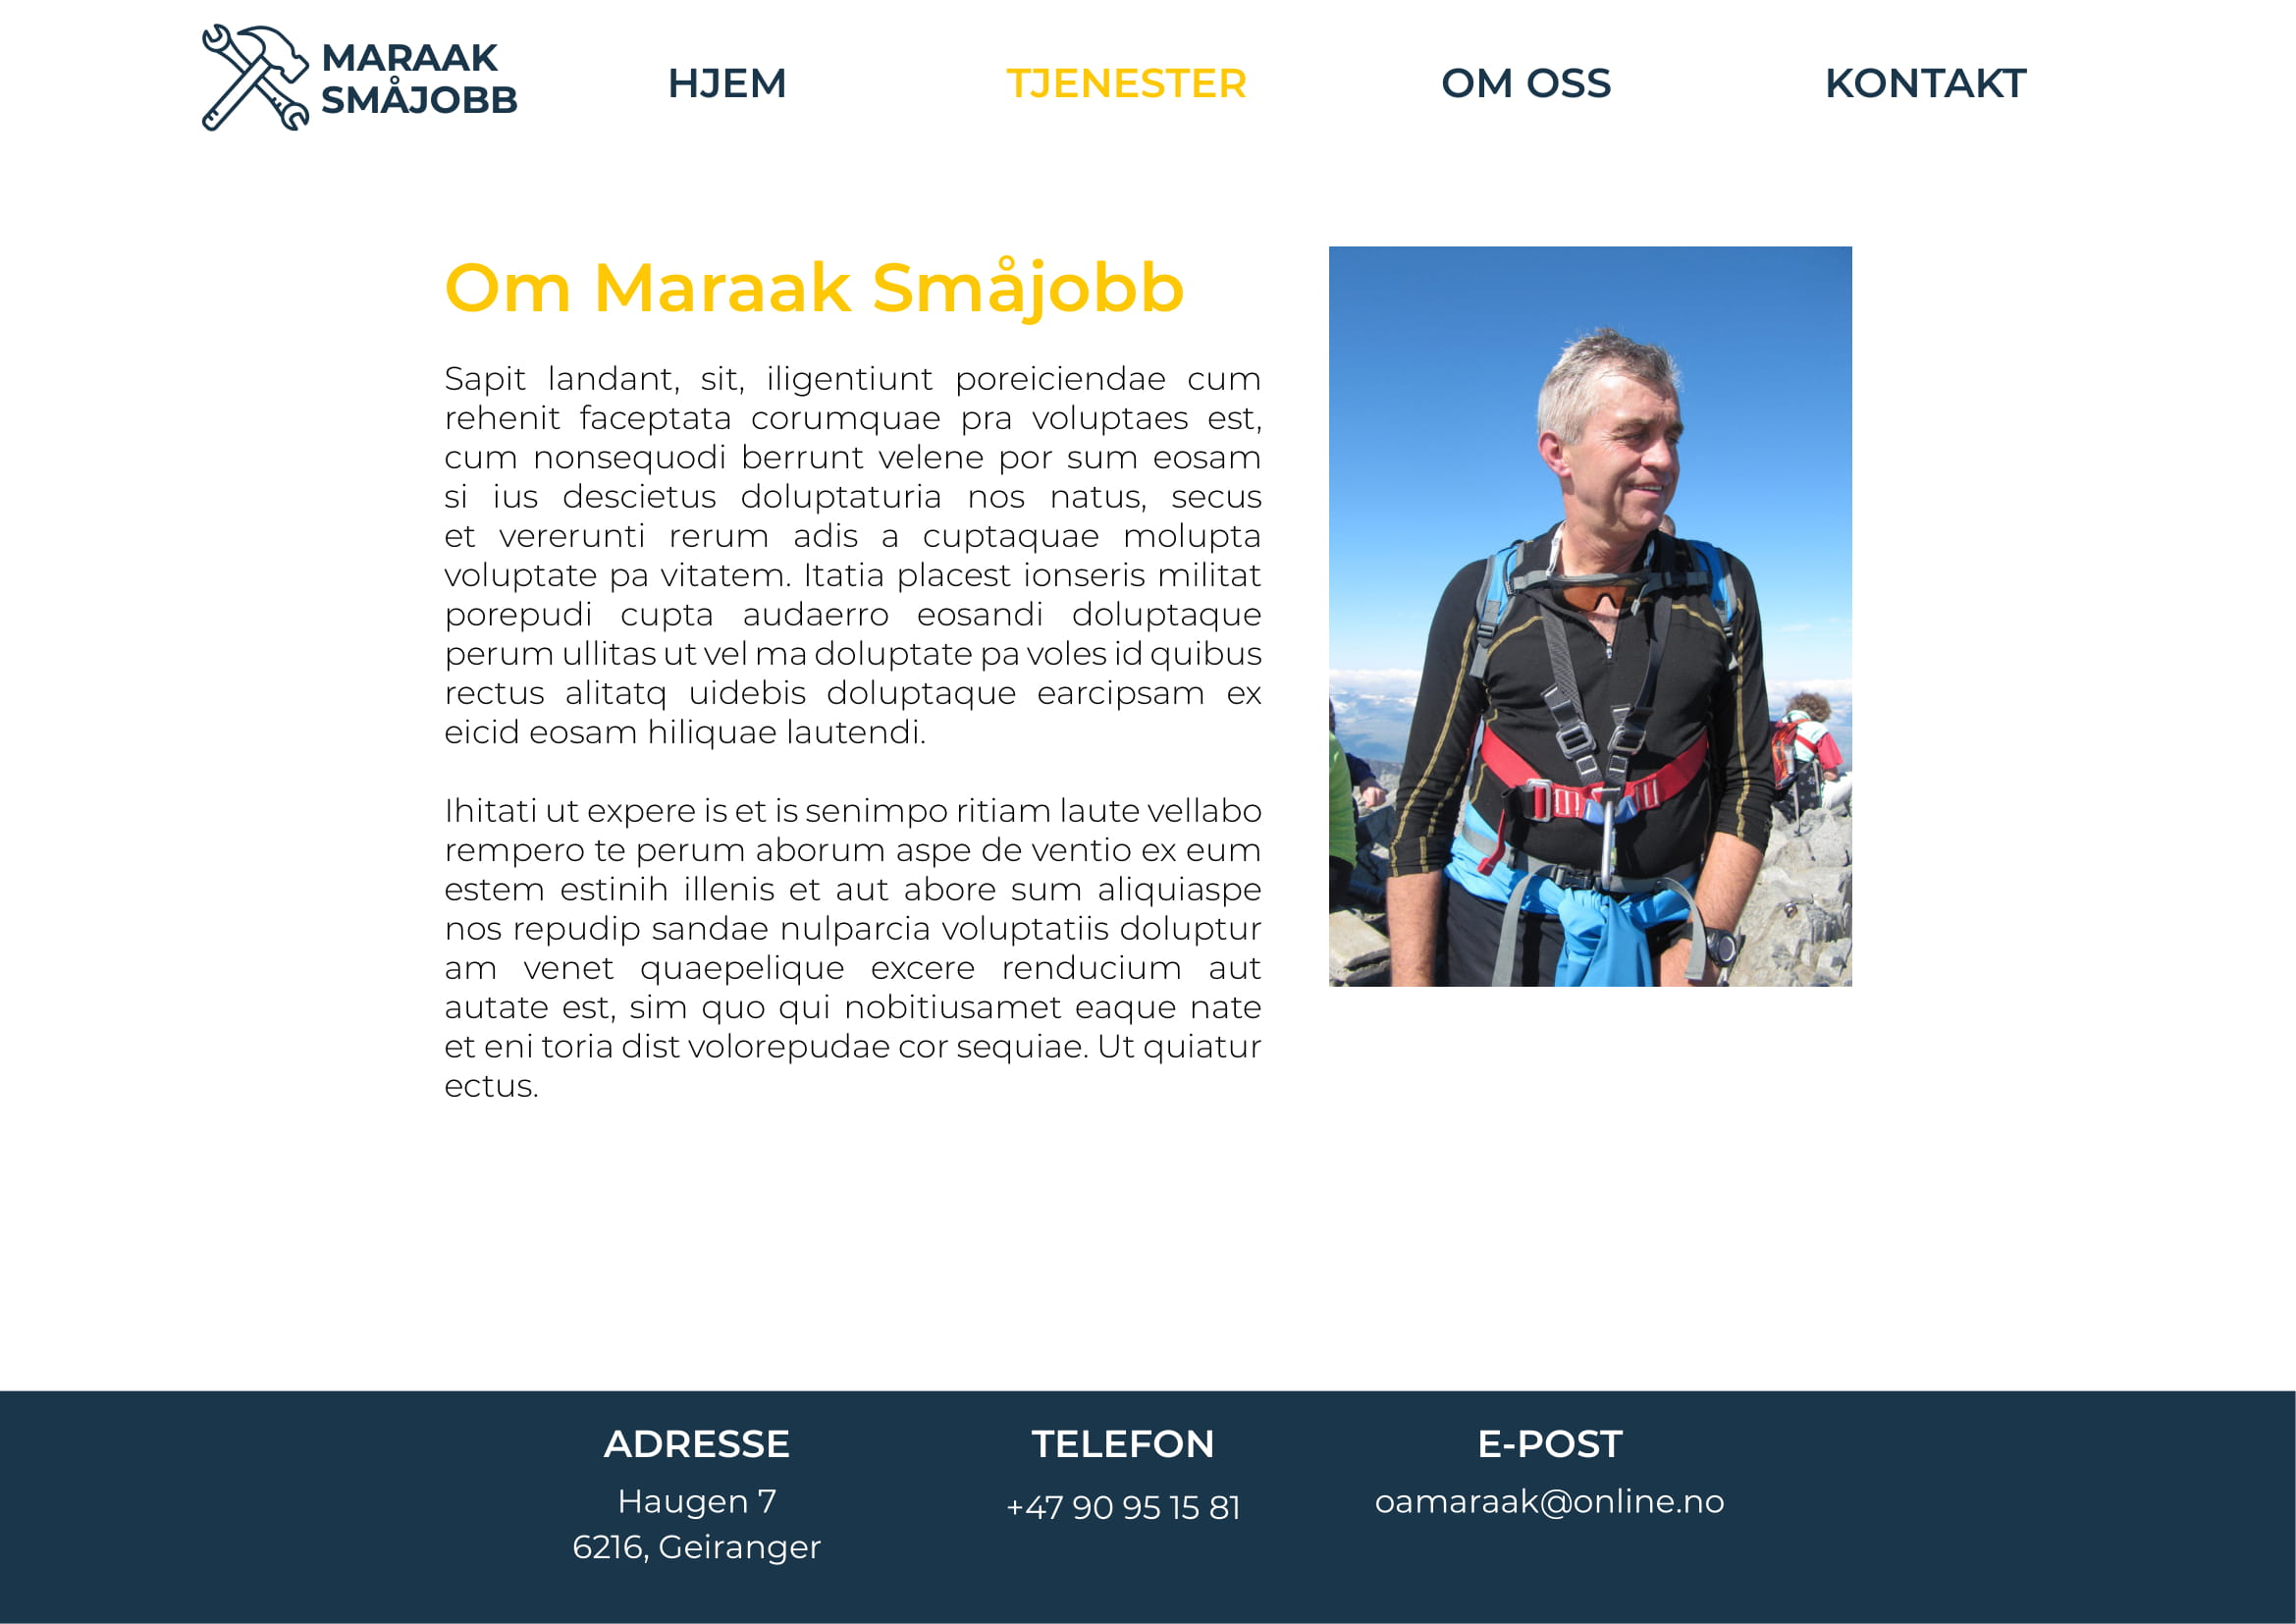 MARAAK
SMÅJOBB
HJEM
TJENESTER
OM OSS
KONTAKT
Om Maraak Småjobb
Sapit landant, sit, iligentiunt poreiciendae cum
rehenit faceptata corumquae pra voluptaes est,
cum nonsequodi berrunt velene por sum eosam
si ius descietus doluptaturia nos natus, secus
et vererunti rerum adis a cuptaquae molupta
voluptate pa vitatem. Itatia placest ionseris militat
porepudi cupta audaerro eosandi doluptaque
perum ullitas ut vel ma doluptate pa voles id quibus
rectus alitatq uidebis doluptaque earcipsam ex
eicid eosam hiliquae lautendi.
Ihitati ut expere is et is senimpo ritiam laute vellabo
rempero te perum aborum aspe de ventio ex eum
estem estinih illenis et aut abore sum aliquiaspe
nos repudip sandae nulparcia voluptatiis doluptur
am venet quaepelique excere renducium aut
autate est, sim quo qui nobitiusamet eaque nate
et eni toria dist volorepudae cor sequiae. Ut quiatur
ectus.
ADRESSE
Haugen 7
6216, Geiranger
TELEFON
+47 90 95 15 81
E-POST
oamaraak@online.no